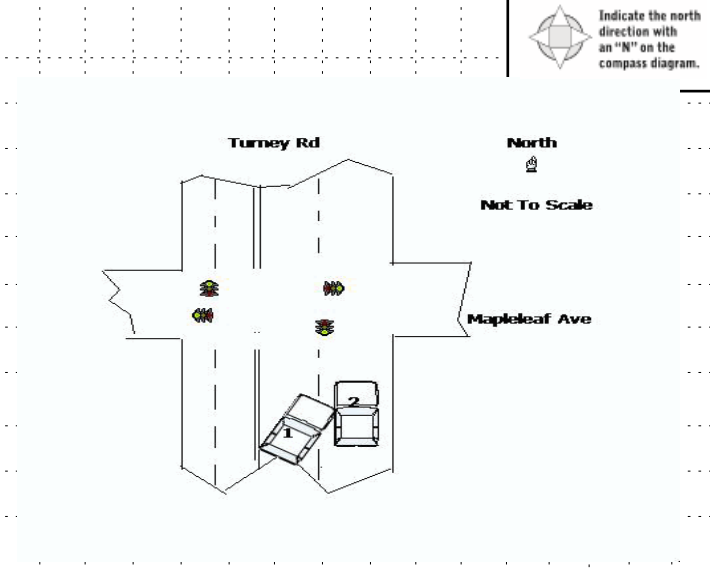 Indicate the north
direction with
an "N" on the
compass diagram.
Turney Rd
North
Not To Scale
Mapleleaf Ave
2
1